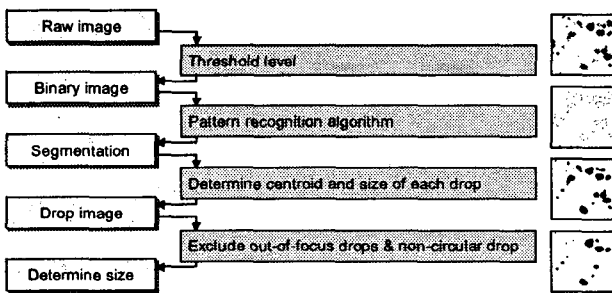 Raw image
Threshold level
Binary image
Pattern recognition algorithm
Segmentation
Determine centroid and size of each drop
Drop image
Exclude out-of-focus drops & non-circular drop
Determine size